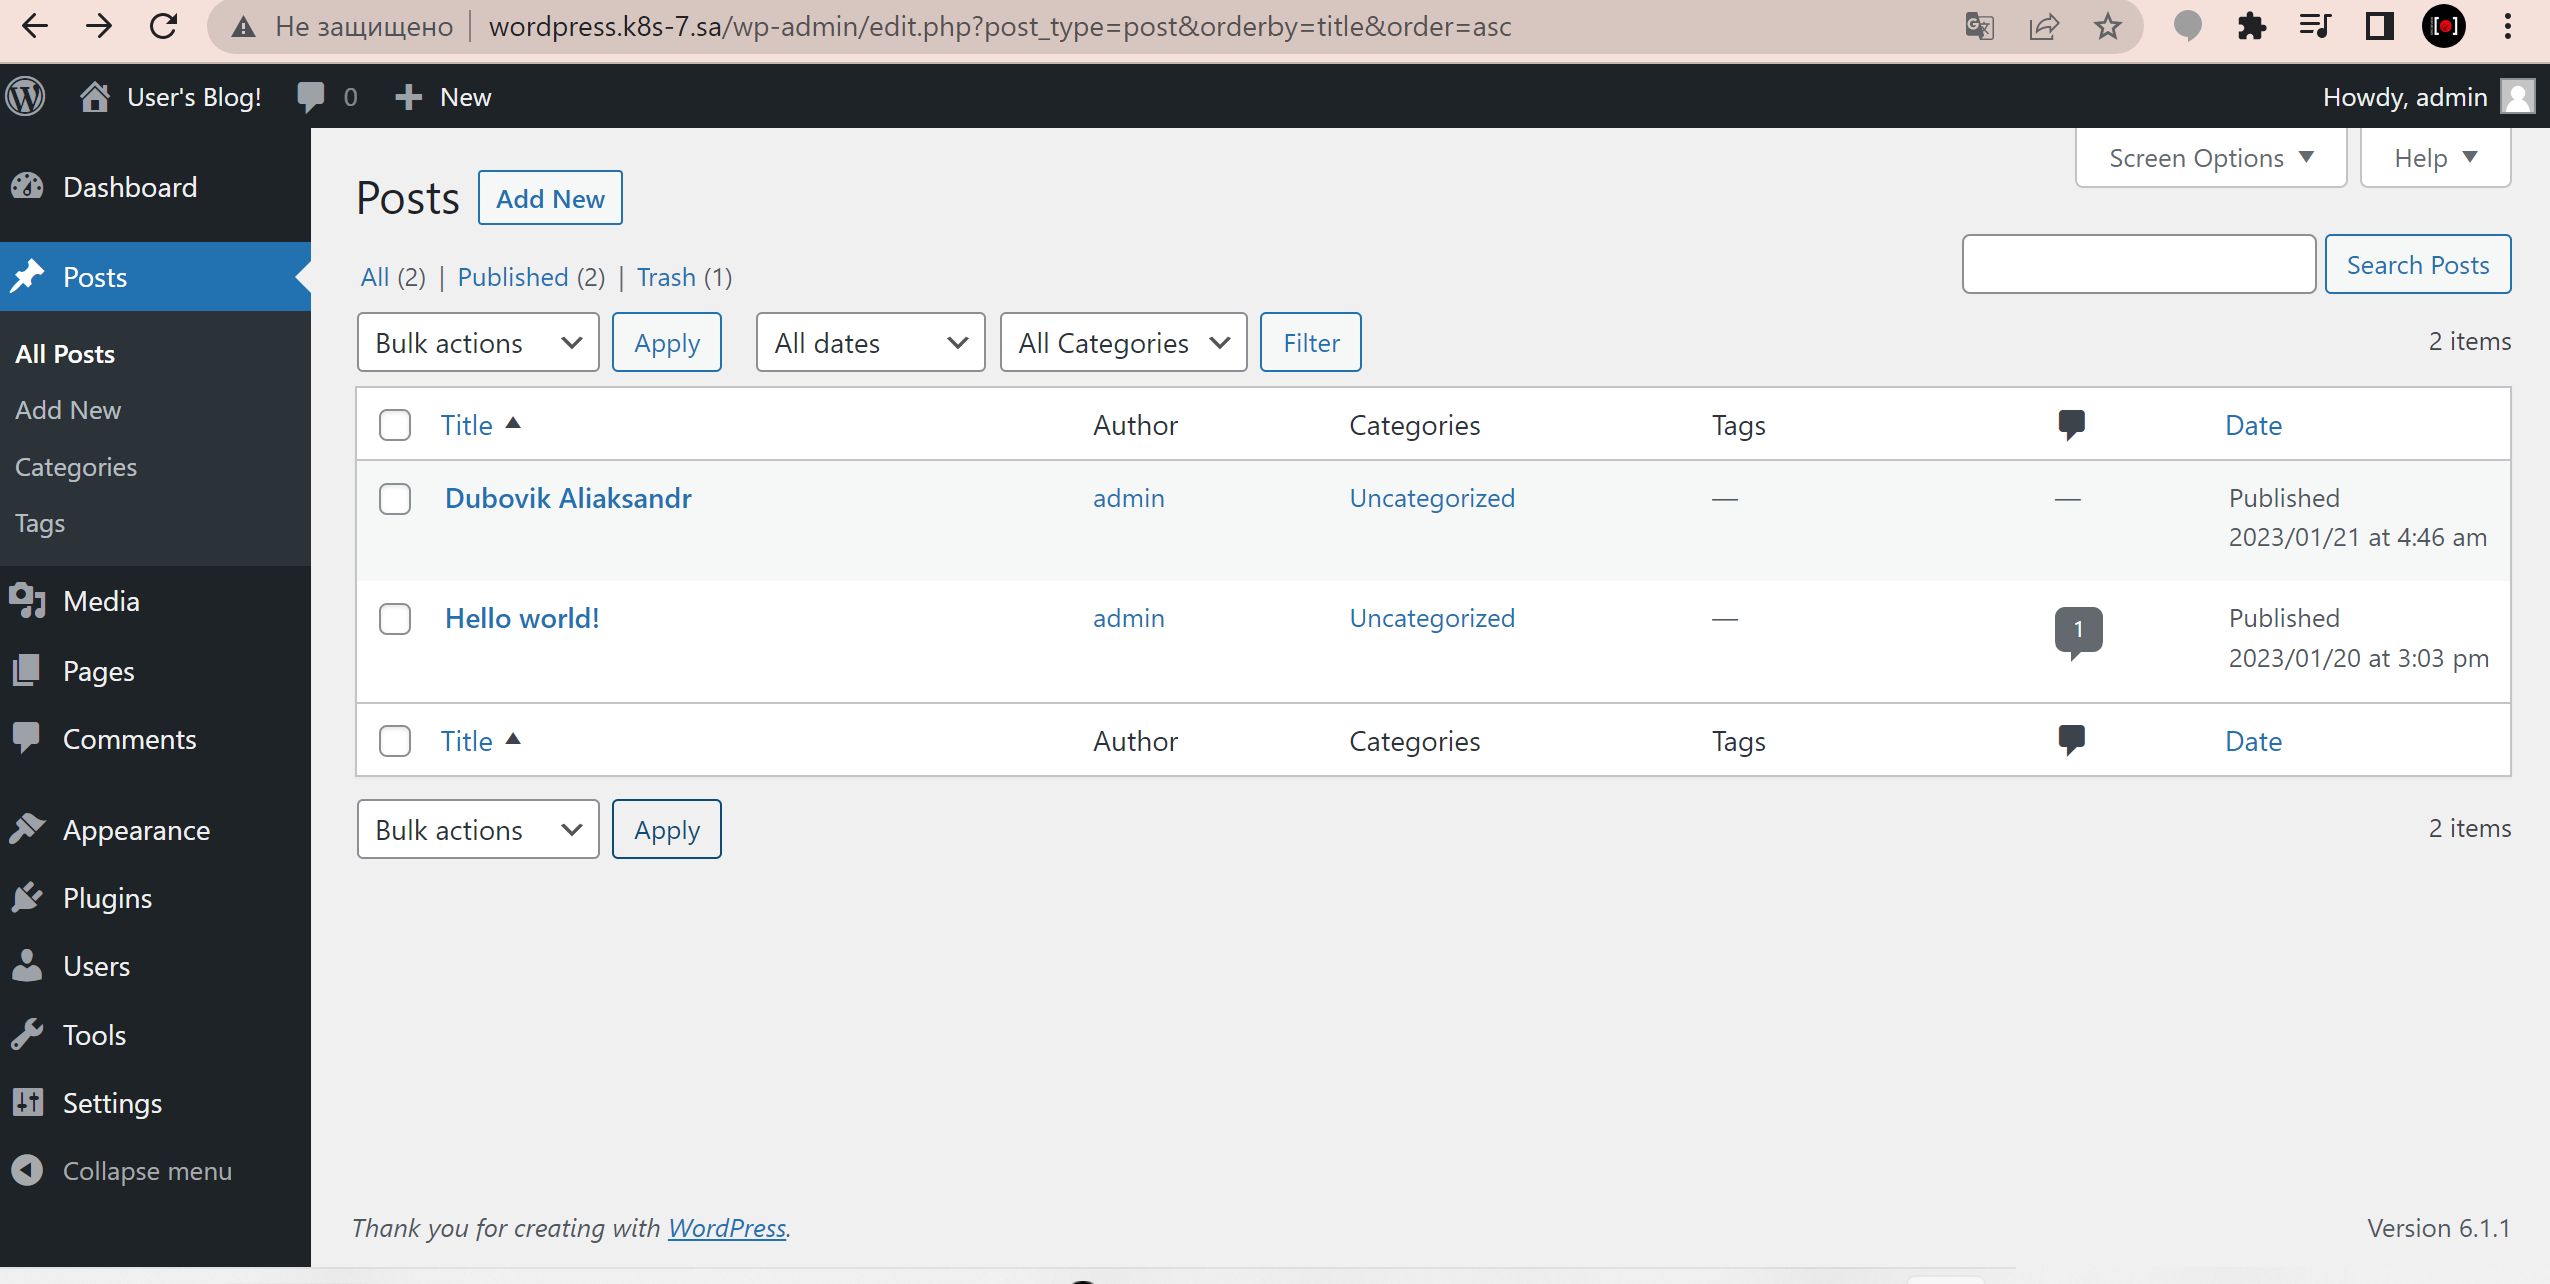 Не защищено | wordpress.k8s-7.sa/wp-admin/edit.php?post_type=post&orderby=title&order=asc
User's Blog! 0 New Howdy, admin
Screen Options Help
Dashboard
Posts Add New
Posts
All (2) | Published (2) | Trash (1)
Search Posts
Bulk actions Apply All dates All Categories Filter 2 items
All Posts
Add New
Categories
Tags
Media
Pages
Comments
Appearance
Plugins
Users
Tools
Settings
Collapse menu
Title Author Categories Tags Date
Dubovik Aliaksandr admin Uncategorized — — Published
2023/01/21 at 4:46 am
Hello world! admin Uncategorized — 1 Published
2023/01/20 at 3:03 pm
Title Author Categories Tags Date
Bulk actions Apply 2 items
Thank you for creating with WordPress. Version 6.1.1